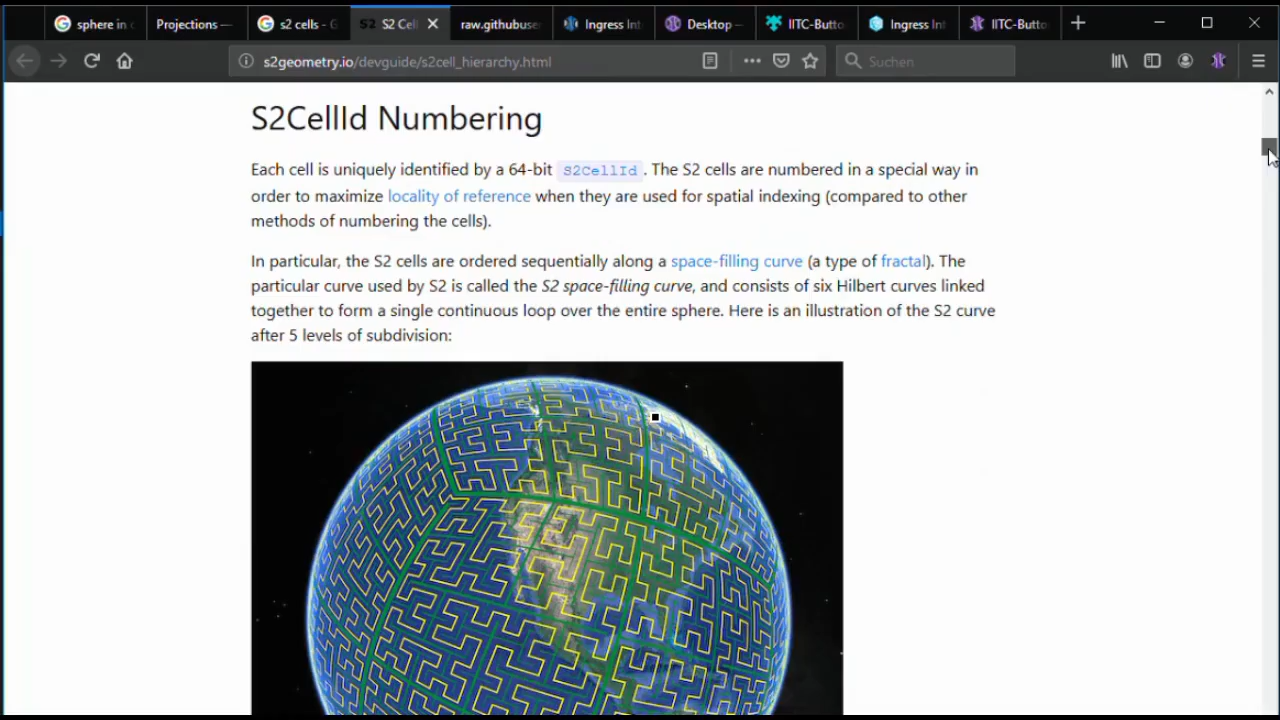 sphere in c
Projections —
s2 cells - G
S2 S2 Cel
raw.githubuse
Ingress Int
Desktop —
IITC-Butto
Ingress Int
IITC-Butto
s2geometry.io/devguide/s2cell_hierarchy.html
Suchen
S2CellId Numbering
Each cell is uniquely identified by a 64-bit S2CellId. The S2 cells are numbered in a special way in
order to maximize locality of reference when they are used for spatial indexing (compared to other
methods of numbering the cells).
In particular, the S2 cells are ordered sequentially along a space-filling curve (a type of fractal). The
particular curve used by S2 is called the S2 space-filling curve, and consists of six Hilbert curves linked
together to form a single continuous loop over the entire sphere. Here is an illustration of the S2 curve
after 5 levels of subdivision: